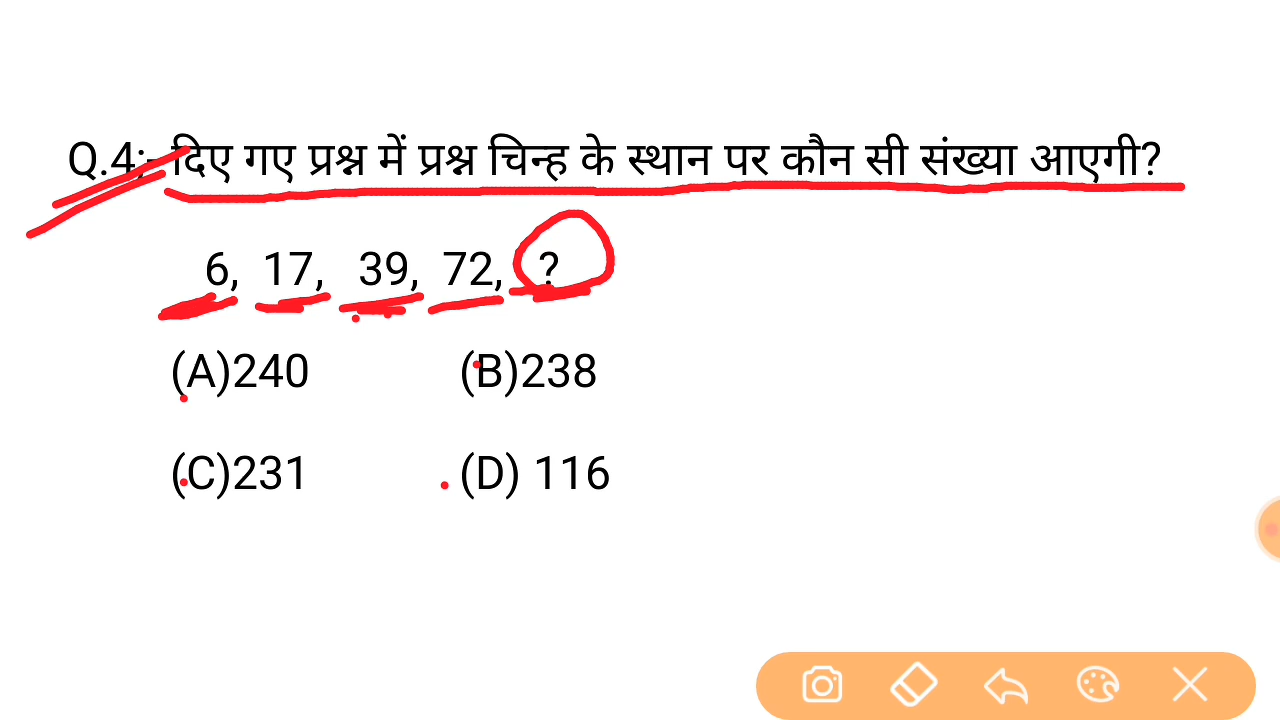 Q.4;- दिए गए प्रश्न में प्रश्न चिन्ह के स्थान पर कौन सी संख्या आएगी?
6, 17, 39, 72, ?
(A)240 (B)238
(C)231 (D) 116